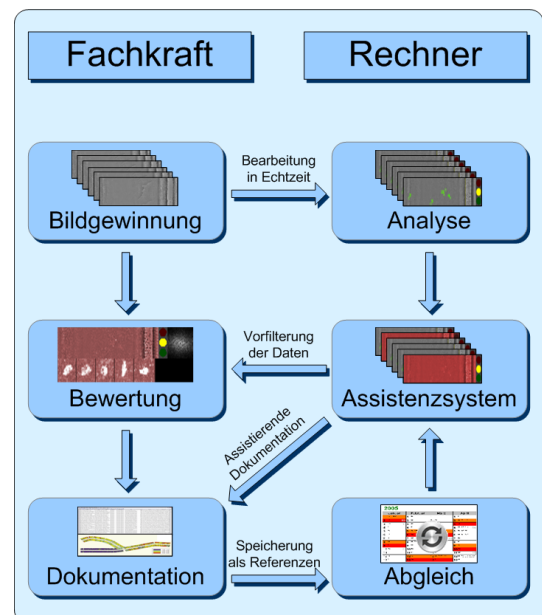 Fachkraft
Rechner
Bearbeitung
in Echtzeit
Bildgewinnung
Analyse
Vorfilterung
der Daten
Bewertung
Assistenzsystem
Assistierende
Dokumentation
2005
Speicherung
als Referenzen
Dokumentation
Abgleich